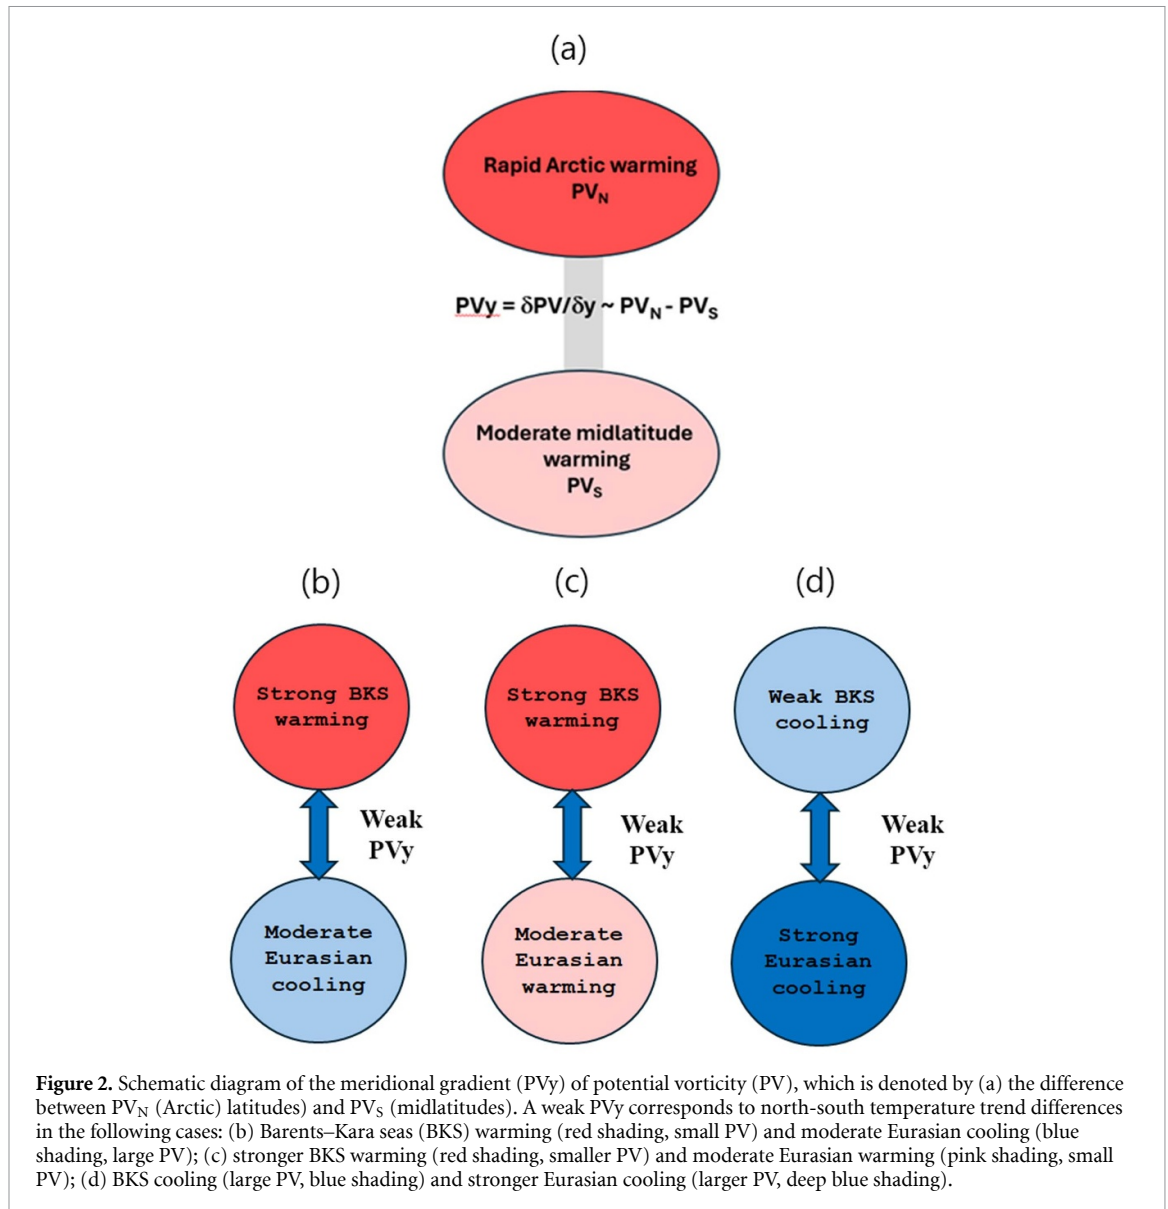 (a)
Rapid Arctic warming
PVN
PVy = δPV/δy ~ PVN - PVS
Moderate midlatitude
warming
PVS
(b)
(c)
(d)
Strong BKS
warming
Strong BKS
warming
Weak BKS
cooling
Weak
PVy
Weak
PVy
Weak
PVy
Moderate
Eurasian
cooling
Moderate
Eurasian
warming
Strong
Eurasian
cooling
Figure 2. Schematic diagram of the meridional gradient (PVy) of potential vorticity (PV), which is denoted by (a) the difference
between PVN (Arctic) latitudes) and PVS (midlatitudes). A weak PVy corresponds to north-south temperature trend differences
in the following cases: (b) Barents–Kara seas (BKS) warming (red shading, small PV) and moderate Eurasian cooling (blue
shading, large PV); (c) stronger BKS warming (red shading, smaller PV) and moderate Eurasian warming (pink shading, small
PV); (d) BKS cooling (large PV, blue shading) and stronger Eurasian cooling (larger PV, deep blue shading).